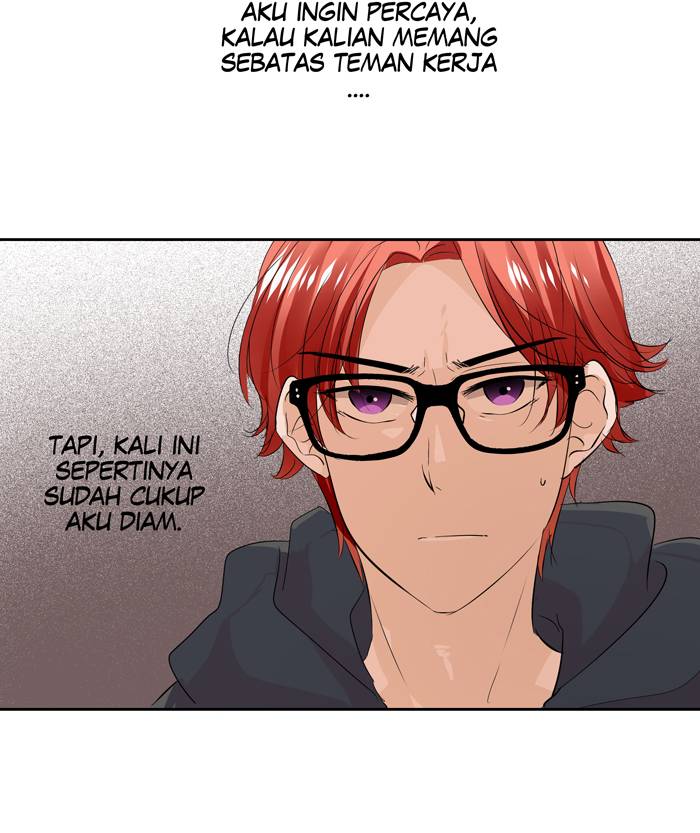 AKU INGIN PERCAYA,
KALAU KALIAN MEMANG
SEBATAS TEMAN KERJA
....
TAPI, KALI INI
SEPERTINYA
SUDAH CUKUP
AKU DIAM.